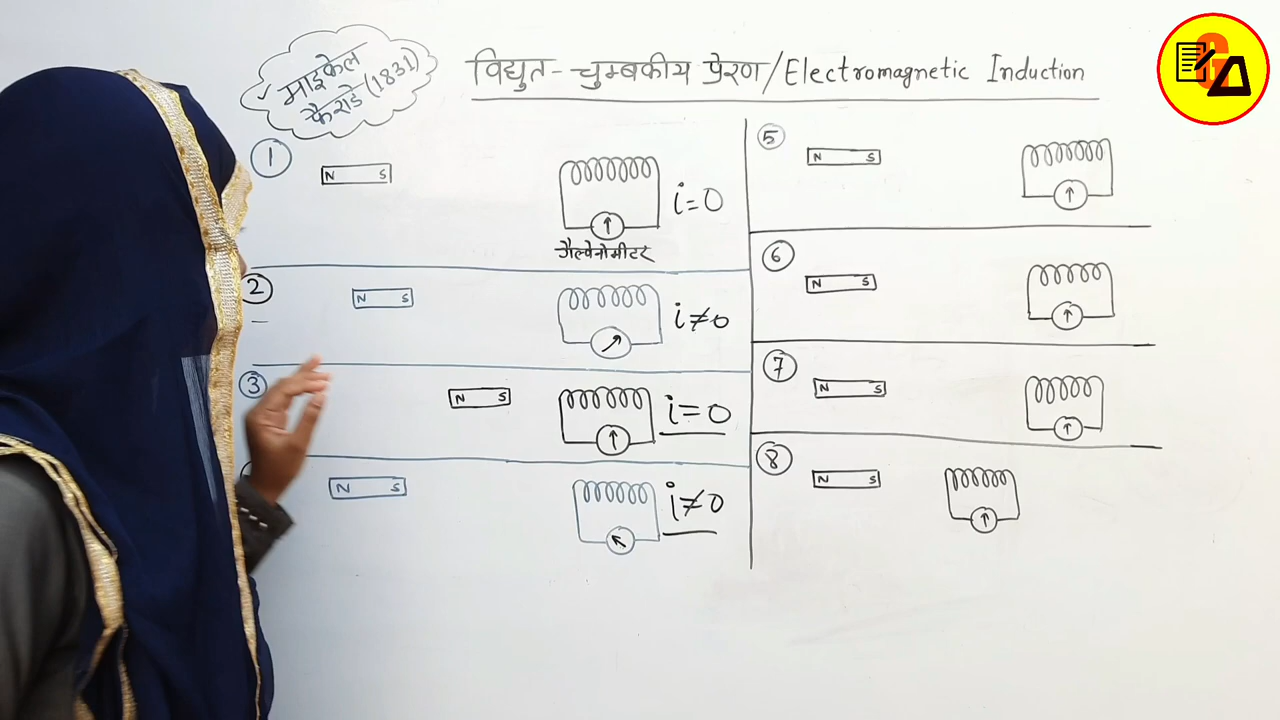 माइकेल
फैराडे (1831)
विद्युत-चुम्बकीय प्रेरण/Electromagnetic Induction
1
N S
i=0
गैल्वेनोमीटर
2
N S
i≠0
3
N S
i=0
N S
i≠0
5
N S
6
N S
7
N S
8
N S